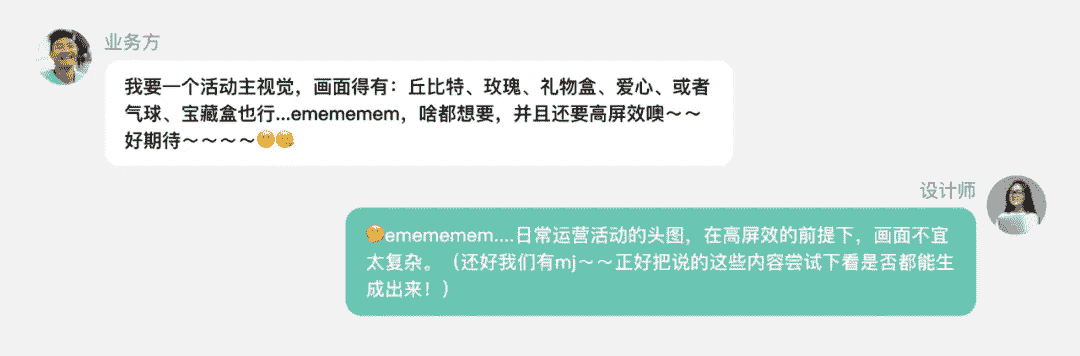 业务方
我要一个活动主视觉，画面得有：丘比特、玫瑰、礼物盒、爱心、或者
气球、宝藏盒也行...emememem，啥都想要，并且还要高屏效噢～～
好期待～～～～🤔🤔
设计师
🤔emememem....日常运营活动的头图，在高屏效的前提下，画面不宜
太复杂。（还好我们有mj～～正好把说的这些内容尝试下看是否都能生
成出来！）